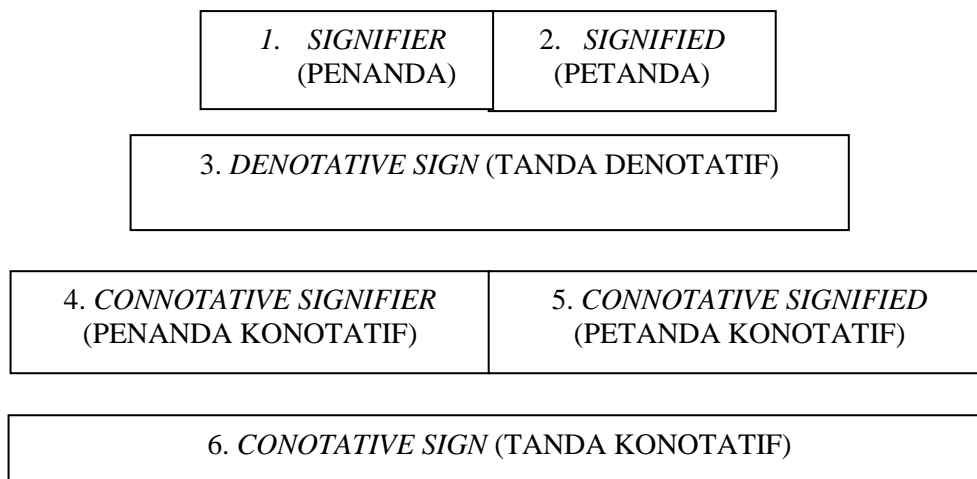 1. SIGNIFIER
(PENANDA)
2. SIGNIFIED
(PETANDA)
3. DENOTATIVE SIGN (TANDA DENOTATIF)
4. CONNOTATIVE SIGNIFIER
(PENANDA KONOTATIF)
5. CONNOTATIVE SIGNIFIED
(PETANDA KONOTATIF)
6. CONOTATIVE SIGN (TANDA KONOTATIF)